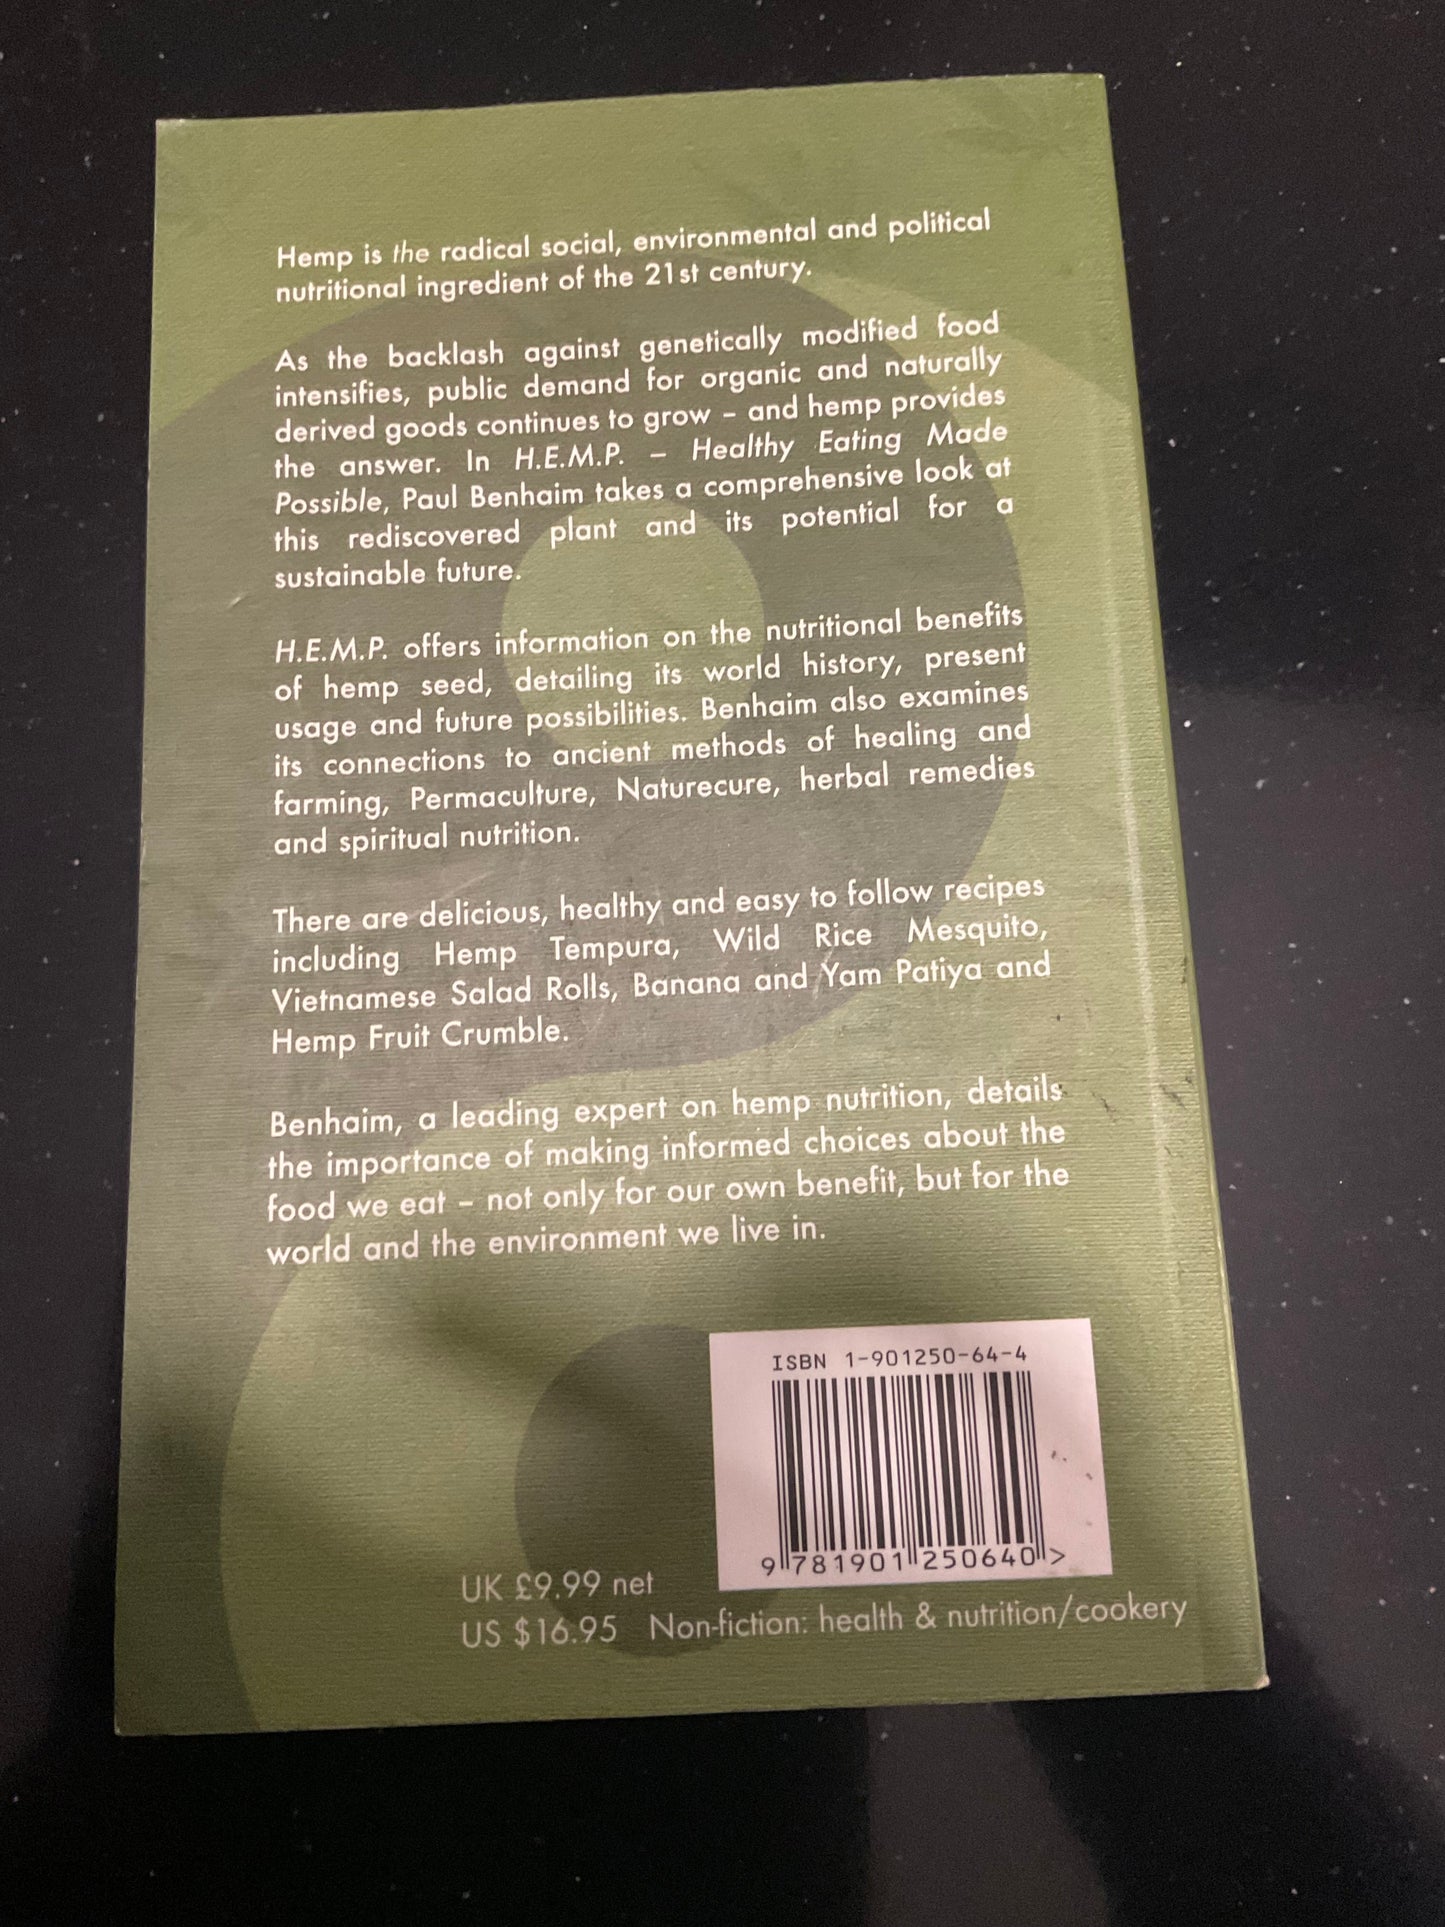 Hemp is the radical social, environmental and political
nutritional ingredient of the 21st century.
As the backlash against genetically modified food
intensifies, public demand for organic and naturally
derived goods continues to grow – and hemp provides
the answer. In H.E.M.P. – Healthy Eating Made
Possible, Paul Benhaim takes a comprehensive look at
this rediscovered plant and its potential for a
sustainable future.
H.E.M.P. offers information on the nutritional benefits
of hemp seed, detailing its world history, present
usage and future possibilities. Benhaim also examines
its connections to ancient methods of healing and
farming, Permaculture, Naturecure, herbal remedies
and spiritual nutrition.
There are delicious, healthy and easy to follow recipes
including Hemp Tempura, Wild Rice Mesquito,
Vietnamese Salad Rolls, Banana and Yam Patiya and
Hemp Fruit Crumble.
Benhaim, a leading expert on hemp nutrition, details
the importance of making informed choices about the
food we eat – not only for our own benefit, but for the
world and the environment we live in.
ISBN 1-901250-64-4
9 781901 250640 >
UK £9.99 net
US $16.95 Non-fiction: health & nutrition/cookery